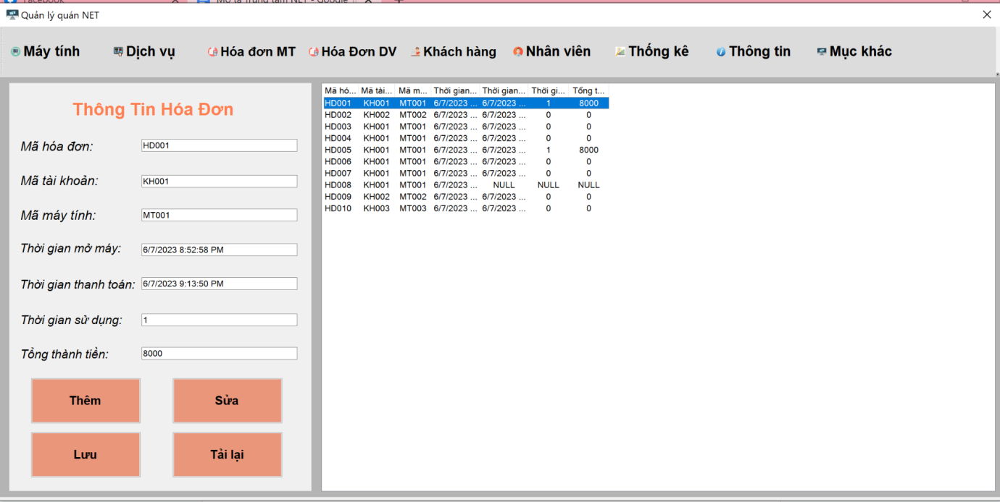 Quản lý quán NET
Máy tính Dịch vụ Hóa đơn MT Hóa Đơn DV Khách hàng Nhân viên Thống kê Thông tin Mục khác
Thông Tin Hóa Đơn
Mã hóa đơn: HD001
Mã tài khoản: KH001
Mã máy tính: MT001
Thời gian mở máy: 6/7/2023 8:52:58 PM
Thời gian thanh toán: 6/7/2023 9:13:50 PM
Thời gian sử dụng: 1
Tổng thành tiền: 8000
Thêm Sửa
Lưu Tải lại
Mã hó... Mã tài... Mã m... Thời gian... Thời gian... Thời gi... Tổng t...
HD001 KH001 MT001 6/7/2023 ... 6/7/2023 ... 1 8000
HD002 KH002 MT002 6/7/2023 ... 6/7/2023 ... 0 0
HD003 KH001 MT001 6/7/2023 ... 6/7/2023 ... 0 0
HD004 KH001 MT001 6/7/2023 ... 6/7/2023 ... 0 0
HD005 KH001 MT001 6/7/2023 ... 6/7/2023 ... 1 8000
HD006 KH001 MT001 6/7/2023 ... 6/7/2023 ... 0 0
HD007 KH001 MT001 6/7/2023 ... 6/7/2023 ... 0 0
HD008 KH001 MT001 6/7/2023 ... NULL NULL NULL
HD009 KH002 MT002 6/7/2023 ... 6/7/2023 ... 0 0
HD010 KH003 MT003 6/7/2023 ... 6/7/2023 ... 0 0